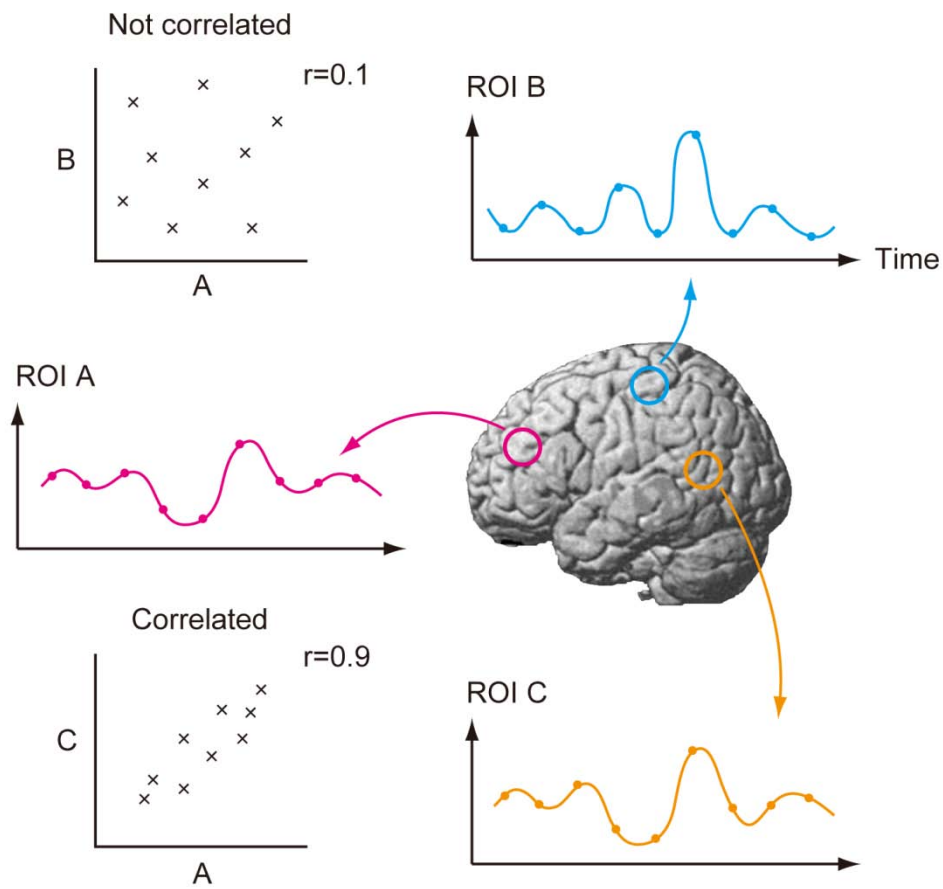 Not correlated
r=0.1
B
A
ROI B
Time
ROI A
Correlated
r=0.9
C
A
ROI C